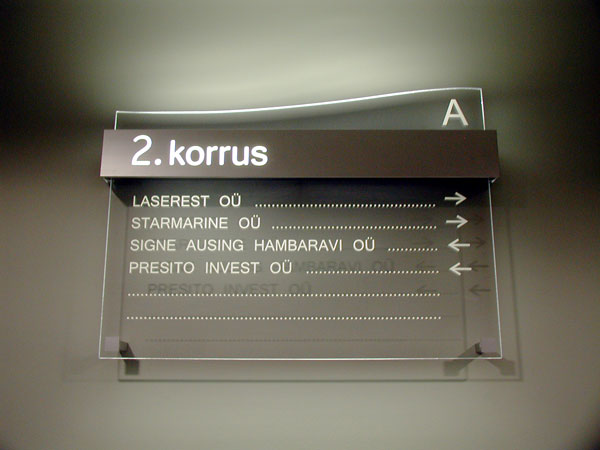 A
2. korrus
LASEREST OÜ ........................................ →
STARMARINE OÜ .................................... →
SIGNE AUSING HAMBARAVI OÜ ........... ←
PRESITO INVEST OÜ ............................... ←